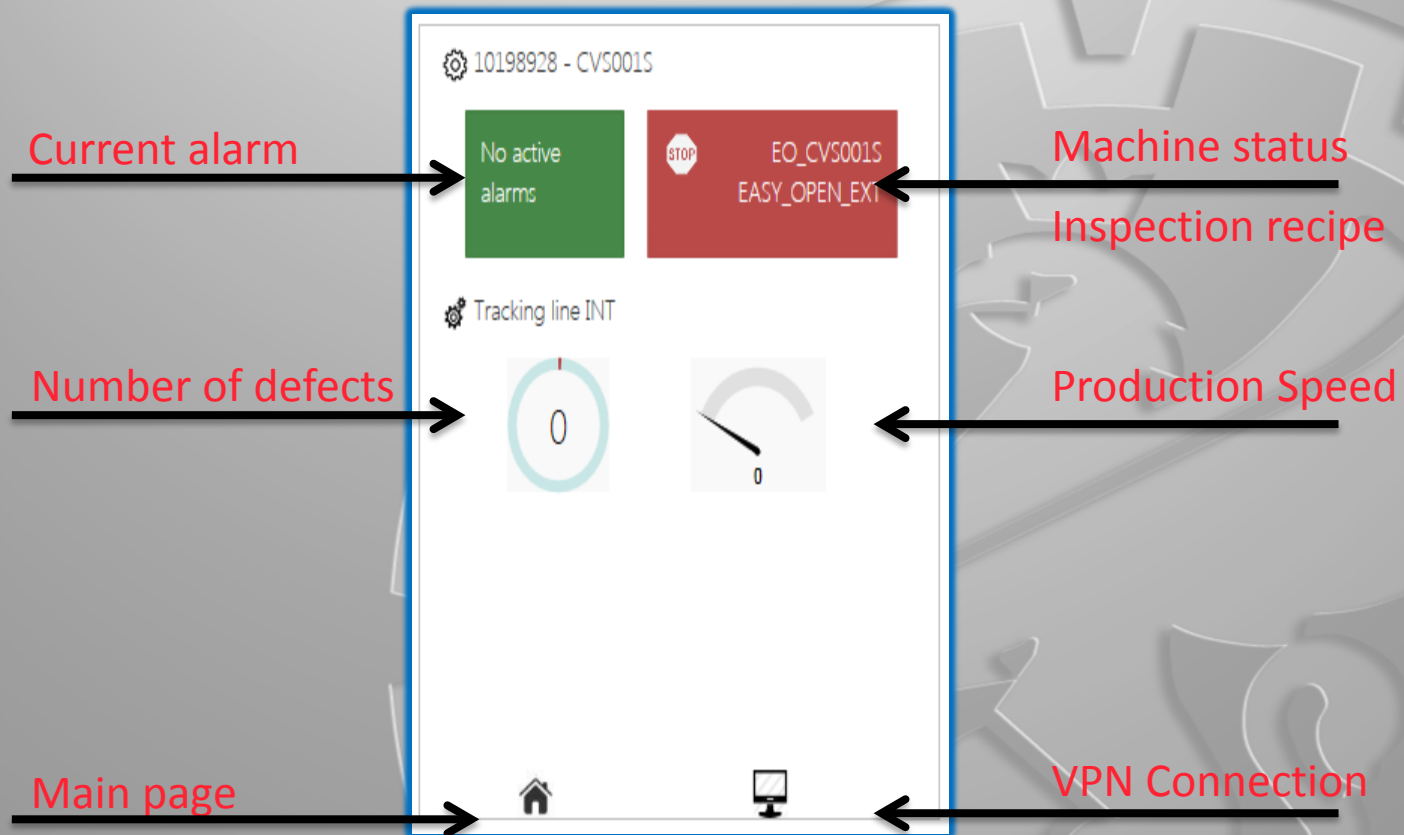 10198928 - CVS001S
Current alarm
No active
alarms
STOP
EO_CVS001S
EASY_OPEN_EXT
Machine status
Inspection recipe
Tracking line INT
Number of defects
0
0
Production Speed
Main page
VPN Connection